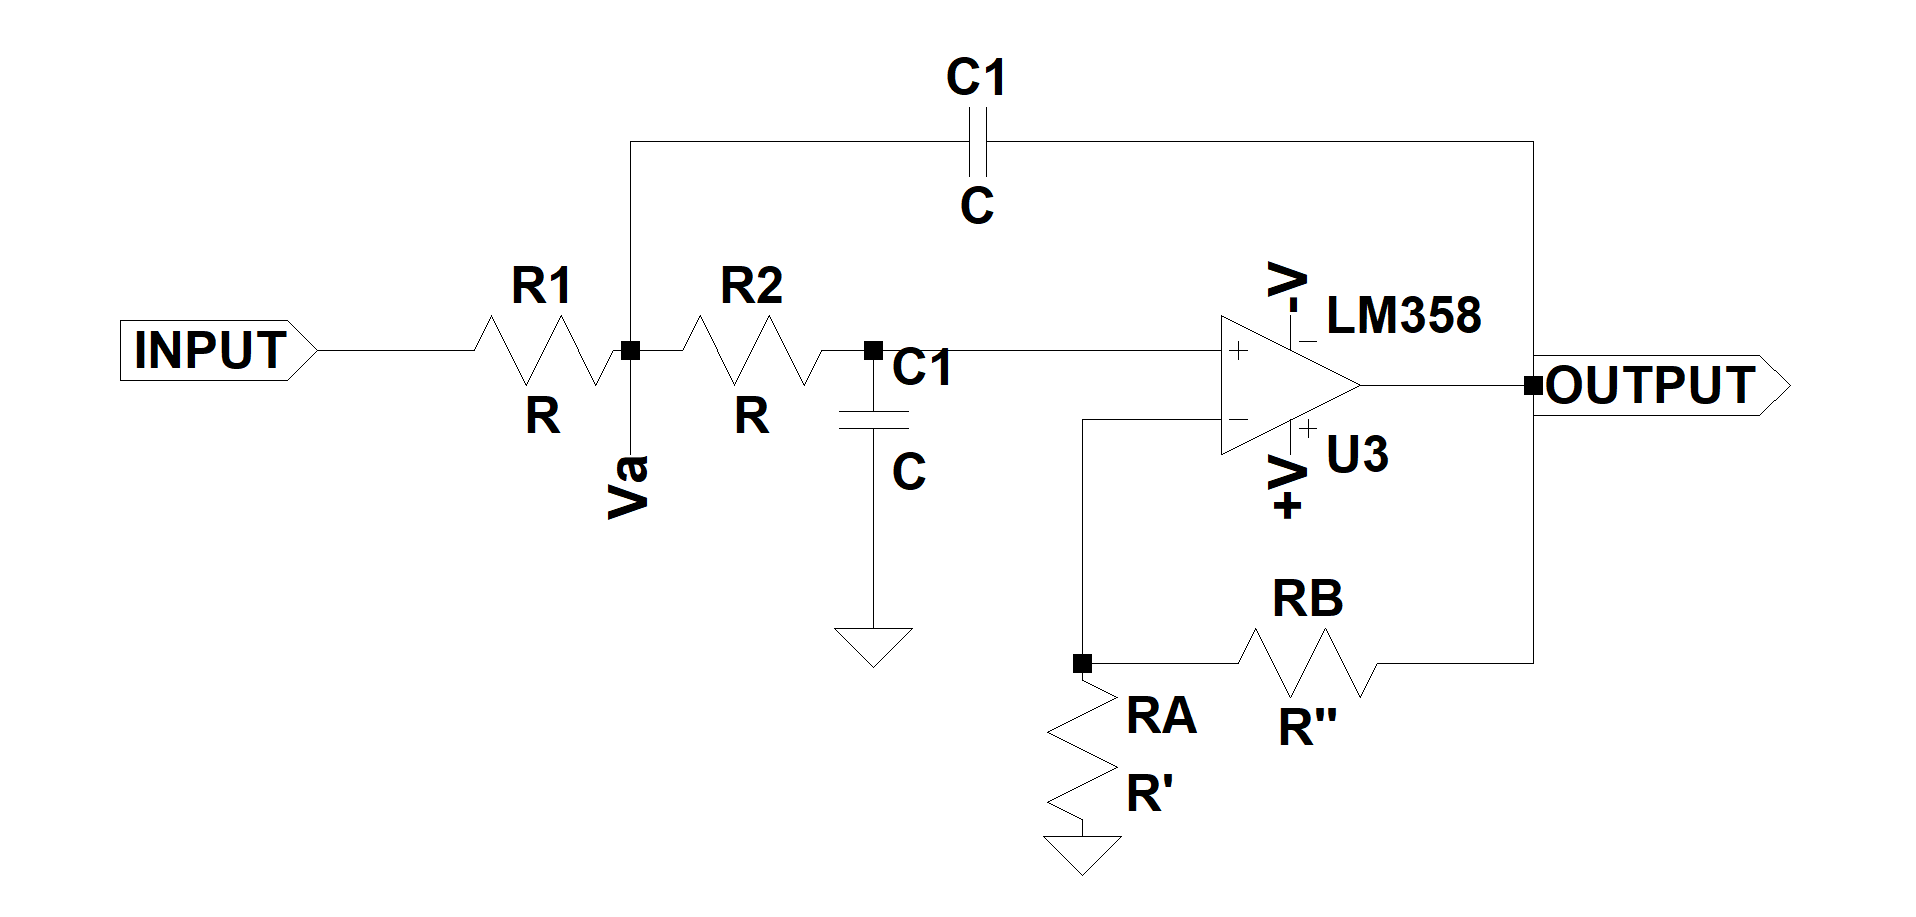 C1
C
R1
R2
INPUT
R
R
Va
C1
C
-V
LM358
+
−
−
+
U3
+V
OUTPUT
RB
R"
RA
R'